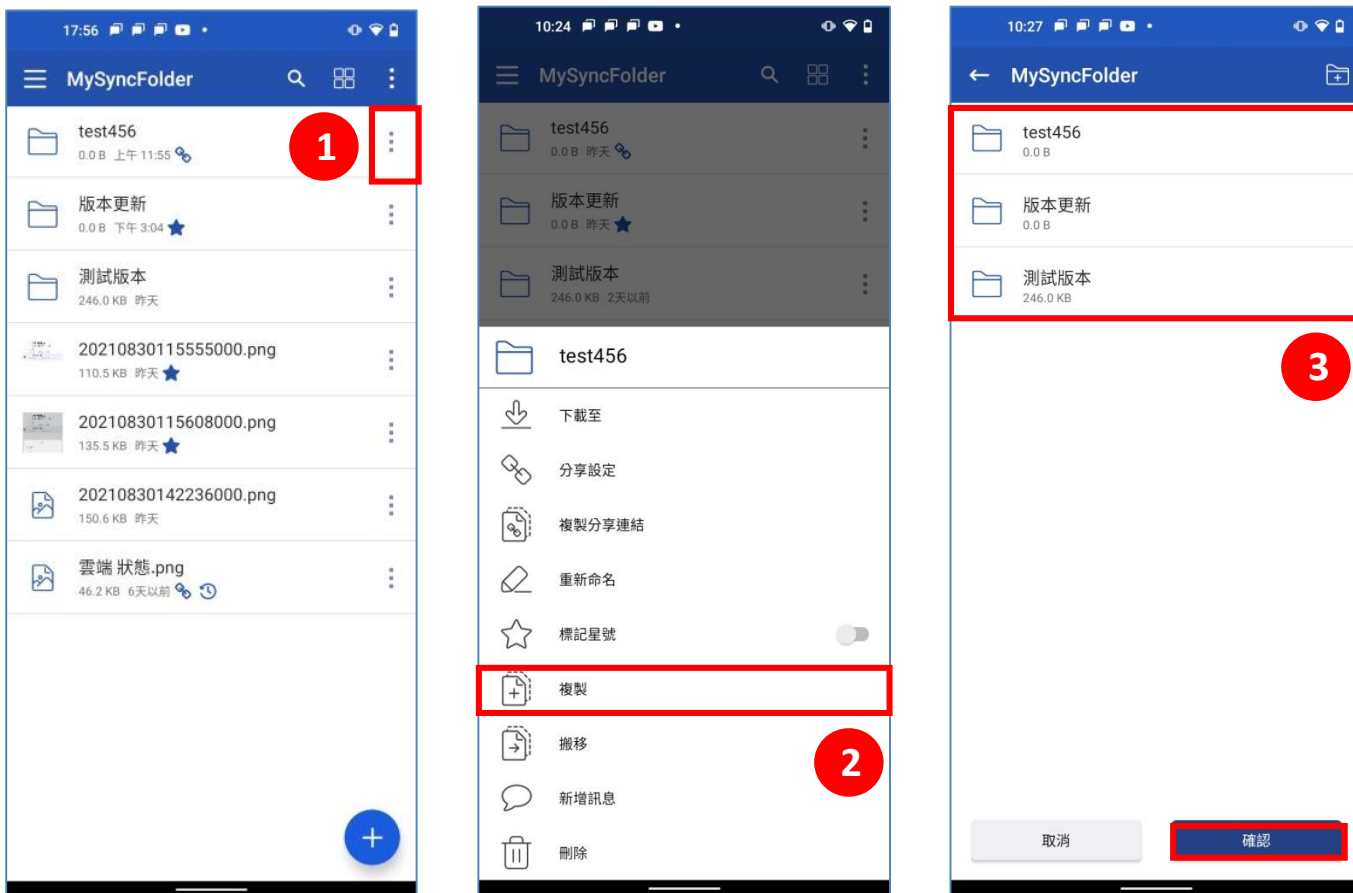 17:56
MySyncFolder
test456
0.0 B 上午 11:55
1
版本更新
0.0 B 下午 3:04
測試版本
246.0 KB 昨天
20210830115555000.png
110.5 KB 昨天
20210830115608000.png
135.5 KB 昨天
20210830142236000.png
150.6 KB 昨天
雲端 狀態.png
46.2 KB 6天以前
10:24
MySyncFolder
test456
0.0 B 昨天
版本更新
0.0 B 昨天
測試版本
246.0 KB 2天以前
test456
下載至
分享設定
複製分享連結
重新命名
標記星號
複製
搬移
2
新增訊息
刪除
10:27
MySyncFolder
test456
0.0 B
版本更新
0.0 B
測試版本
246.0 KB
3
取消 確認